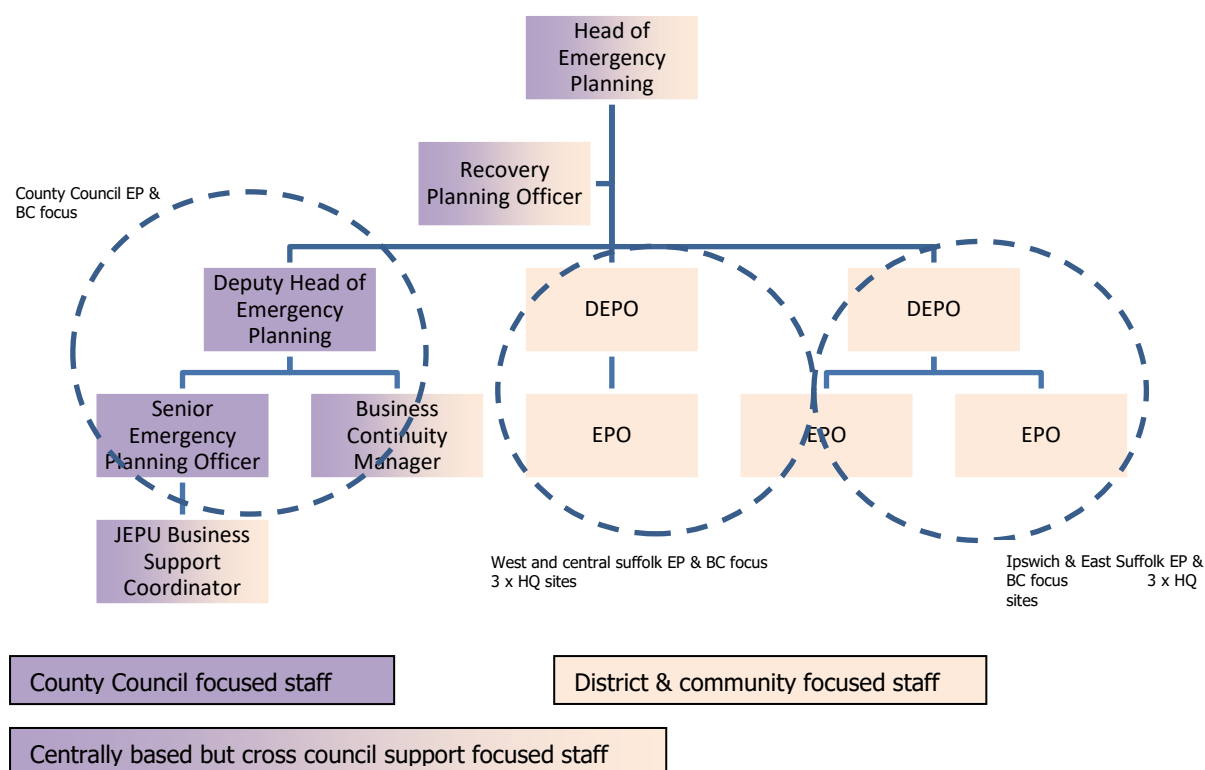 Head of
Emergency
Planning
Recovery
Planning Officer
County Council EP &
BC focus
Deputy Head of
Emergency
Planning
DEPO
DEPO
Senior
Emergency
Planning Officer
Business
Continuity
Manager
EPO
EPO
EPO
JEPU Business
Support
Coordinator
West and central suffolk EP & BC focus
3 x HQ sites
Ipswich & East Suffolk EP &
BC focus 3 x HQ
sites
County Council focused staff
District & community focused staff
Centrally based but cross council support focused staff